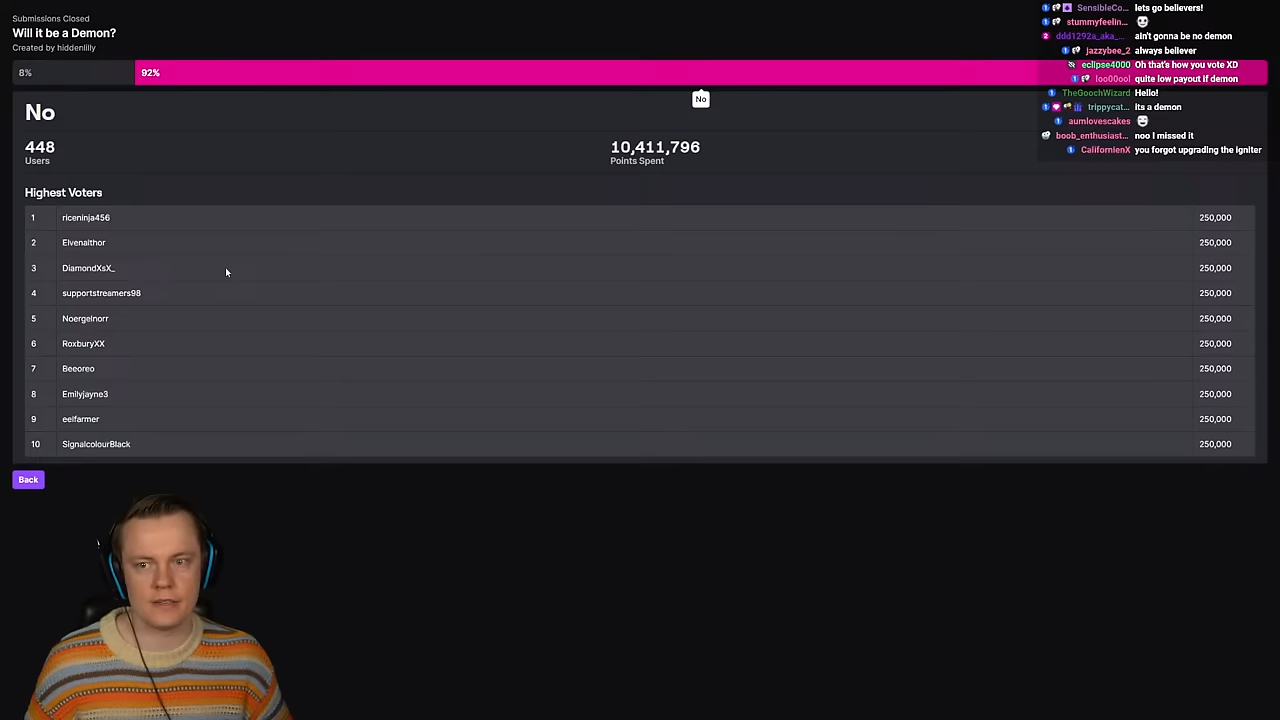 Submissions Closed
Will it be a Demon?
Created by hiddenlilly
8%
92%
No
No
448
Users
10,411,796
Points Spent
Highest Voters
1 riceninja456 250,000
2 Elvenalthor 250,000
3 DiamondXsX_ 250,000
4 supportstreamers98 250,000
5 Noergelnorr 250,000
6 RoxburyXX 250,000
7 Beeoreo 250,000
8 Emilyjayne3 250,000
9 eelfarmer 250,000
10 SignalcolourBlack 250,000
Back
SensibleCo... lets go believers!
stummyfeelin...
ddd1292a_aka_... ain't gonna be no demon
jazzybee_2 always believer
eclipse4000 Oh that's how you vote XD
loo00ool quite low payout if demon
TheGoochWizard Hello!
trippycat... its a demon
aumlovescakes
boob_enthusiast... noo I missed it
CalifornienX you forgot upgrading the igniter